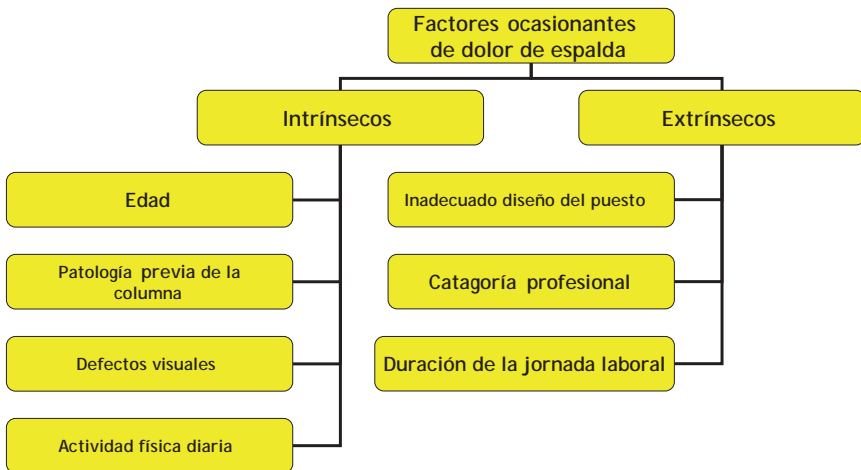 Factores ocasionantes
de dolor de espalda
Intrínsecos
Extrínsecos
Edad
Inadecuado diseño del puesto
Patología previa de la
columna
Catagoría profesional
Defectos visuales
Duración de la jornada laboral
Actividad física diaria